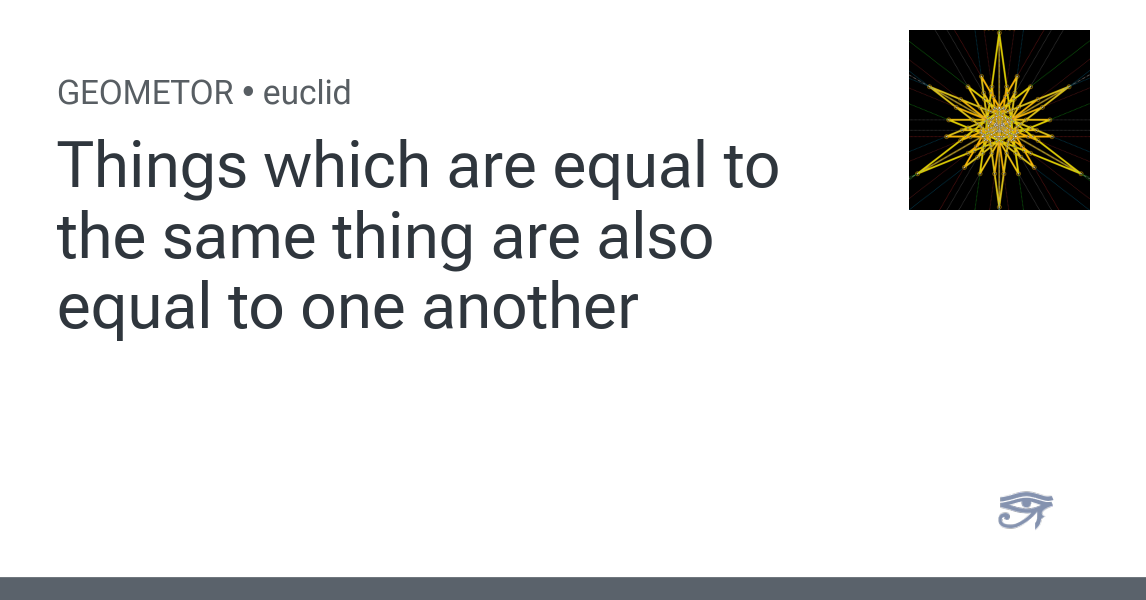 GEOMETOR • euclid
Things which are equal to
the same thing are also
equal to one another